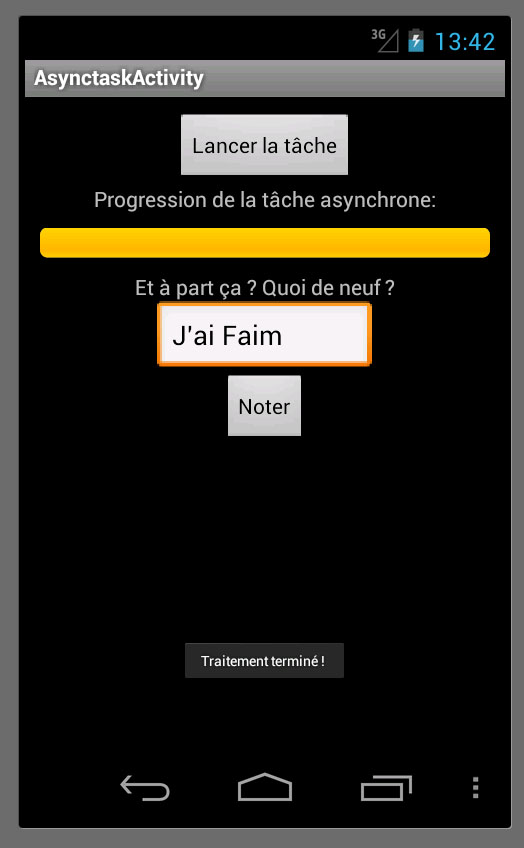 3G 13:42
AsynctaskActivity
Lancer la tâche
Progression de la tâche asynchrone:
Et à part ça ? Quoi de neuf ?
J'ai Faim
Noter
Traitement terminé !